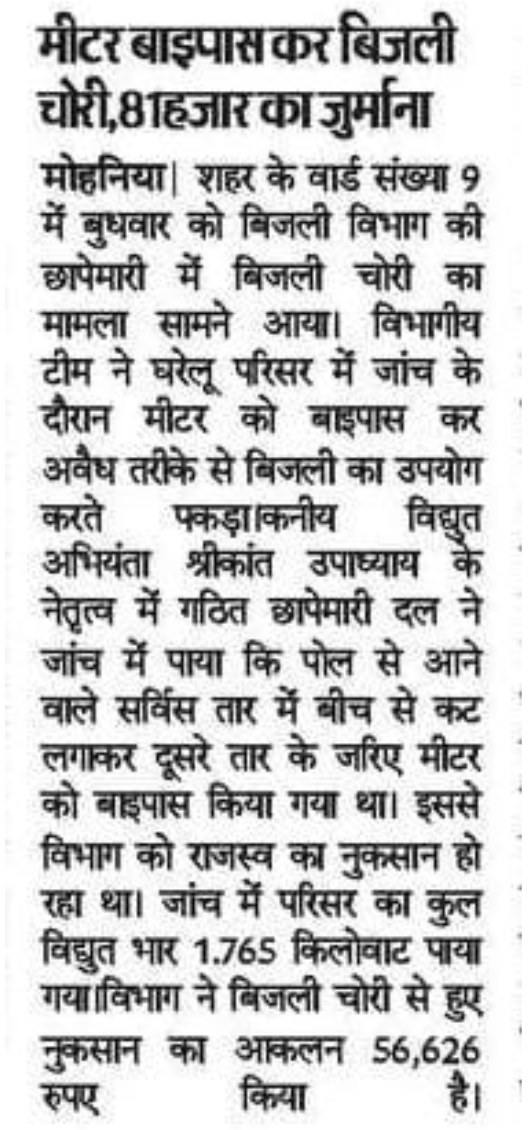 मीटर बाइपास कर बिजली
चोरी,81हजार का जुर्माना
मोहनिया| शहर के वार्ड संख्या 9
में बुधवार को बिजली विभाग की
छापेमारी में बिजली चोरी का
मामला सामने आया। विभागीय
टीम ने घरेलू परिसर में जांच के
दौरान मीटर को बाइपास कर
अवैध तरीके से बिजली का उपयोग
करते पकड़ा।कनीय विद्युत
अभियंता श्रीकांत उपाध्याय के
नेतृत्व में गठित छापेमारी दल ने
जांच में पाया कि पोल से आने
वाले सर्विस तार में बीच से कट
लगाकर दूसरे तार के जरिए मीटर
को बाइपास किया गया था। इससे
विभाग को राजस्व का नुकसान हो
रहा था। जांच में परिसर का कुल
विद्युत भार 1.765 किलोवाट पाया
गया।विभाग ने बिजली चोरी से हुए
नुकसान का आकलन 56,626
रुपए किया है।